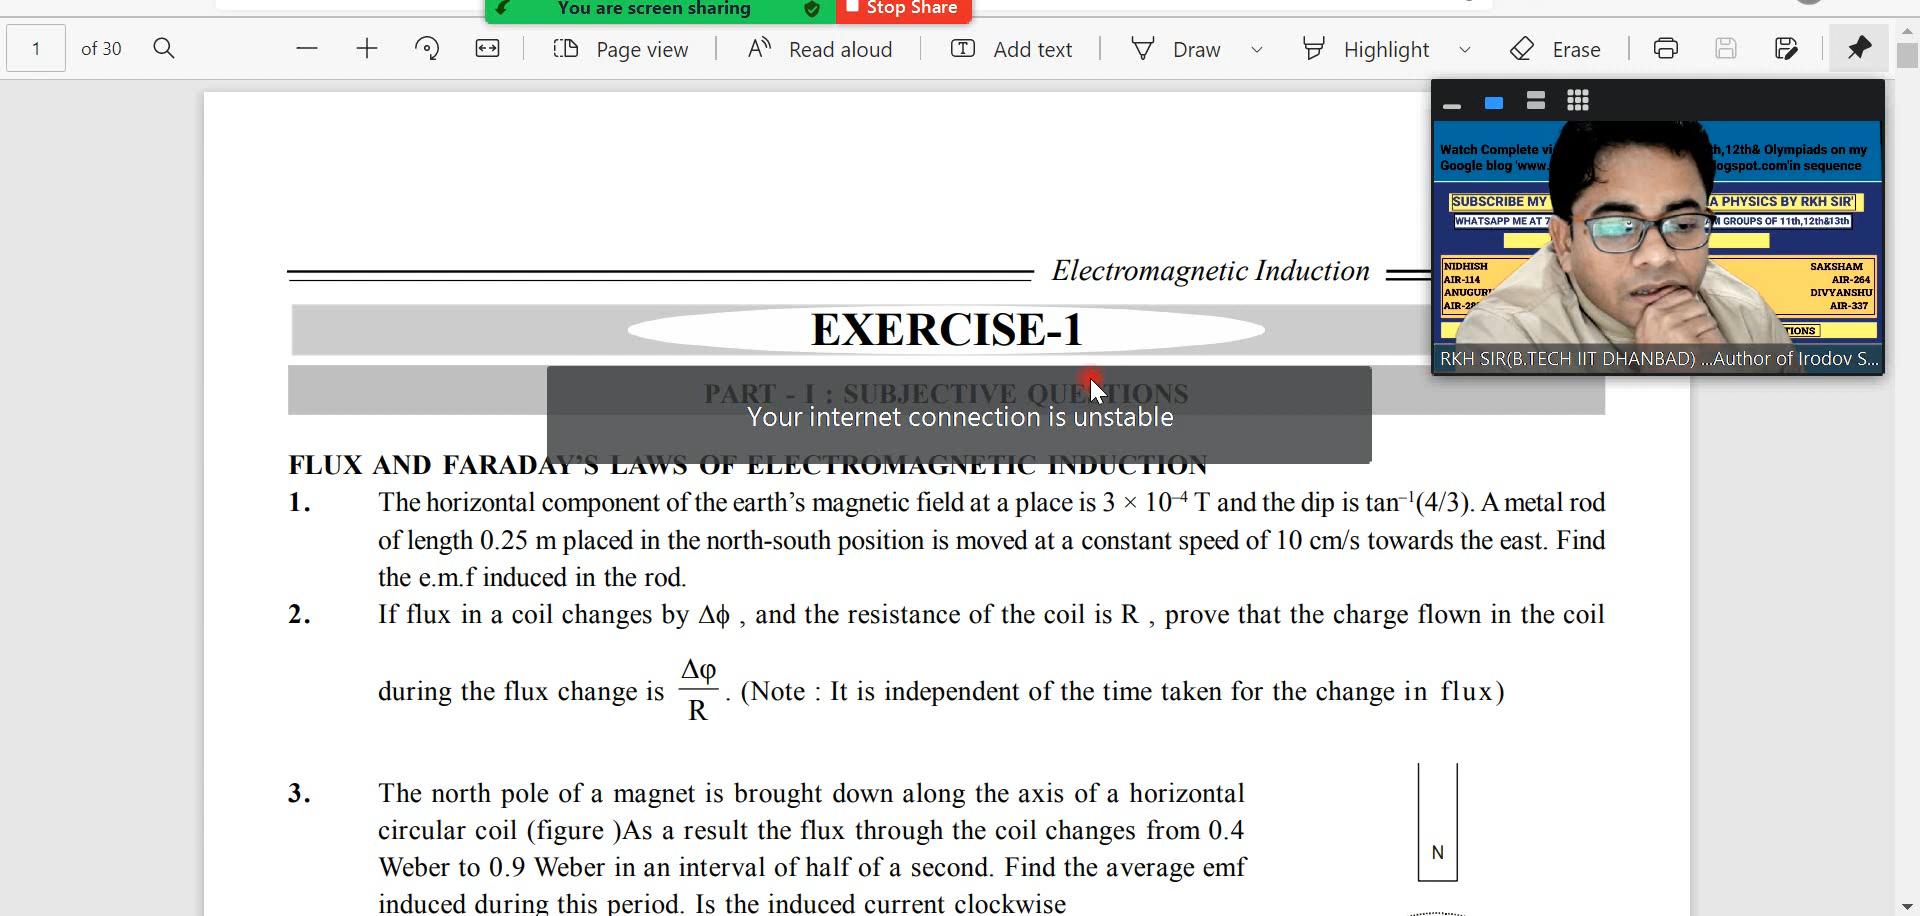 You are screen sharing
Stop Share
1 of 30
Page view
Read aloud
Add text
Draw
Highlight
Erase
Watch Complete
h,12th& Olympiads on my
Google blog 'www.
logspot.com'in sequence
SUBSCRIBE MY
A PHYSICS BY RKH SIR'
WHATSAPP ME AT 7
M GROUPS OF 11th,12th&13th
NIDHISH
SAKSHAM
AIR-114
AIR-264
DIVYANSHU
AIR-337
TIONS
RKH SIR(B.TECH IIT DHANBAD) ...Author of Irodov S...
Electromagnetic Induction
EXERCISE-1
PART - I : SUBJECTIVE QUESTIONS
Your internet connection is unstable
FLUX AND FARADAY'S LAWS OF ELECTROMAGNETIC INDUCTION
1. The horizontal component of the earth's magnetic field at a place is 3 × 10⁻⁴ T and the dip is tan⁻¹(4/3). A metal rod
of length 0.25 m placed in the north-south position is moved at a constant speed of 10 cm/s towards the east. Find
the e.m.f induced in the rod.
2. If flux in a coil changes by Δϕ , and the resistance of the coil is R , prove that the charge flown in the coil
during the flux change is Δφ/R . (Note : It is independent of the time taken for the change in flux)
3. The north pole of a magnet is brought down along the axis of a horizontal
circular coil (figure )As a result the flux through the coil changes from 0.4
Weber to 0.9 Weber in an interval of half of a second. Find the average emf
induced during this period. Is the induced current clockwise
N